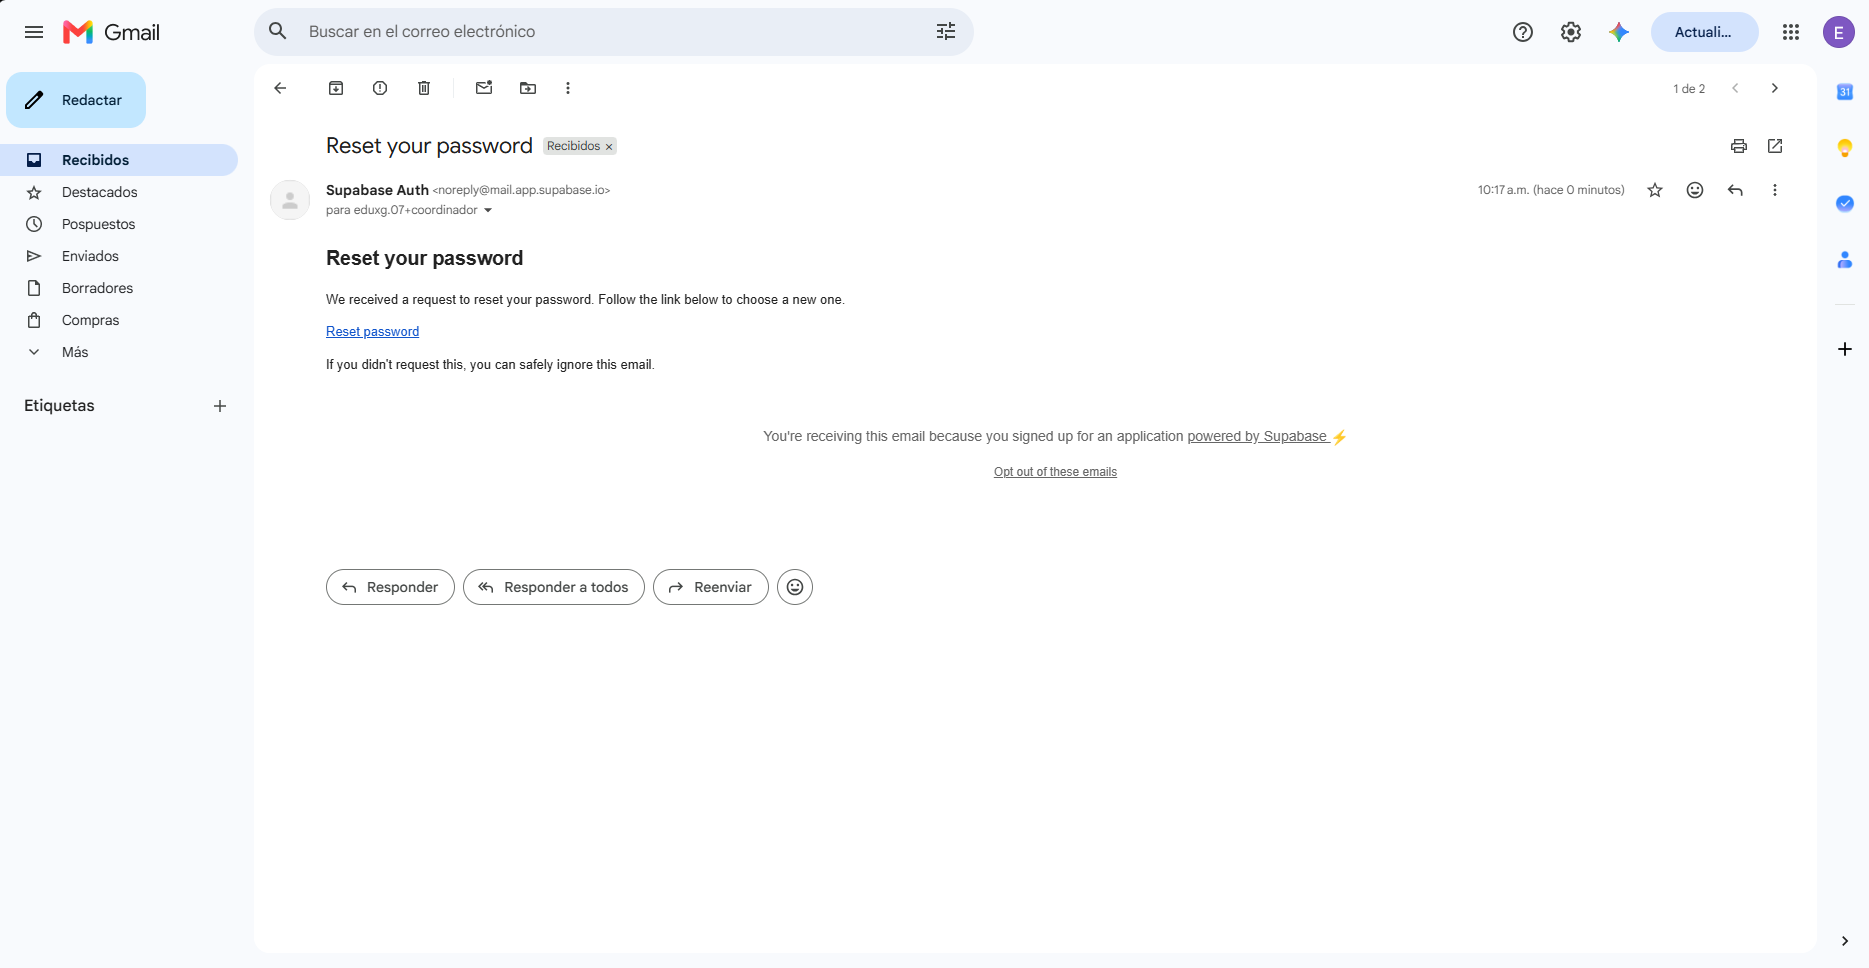 Gmail
Buscar en el correo electrónico
Actuali...
E
Redactar
1 de 2
31
Recibidos
Destacados
Pospuestos
Enviados
Borradores
Compras
Más
Etiquetas
Reset your password Recibidos ×
Supabase Auth <noreply@mail.app.supabase.io>
10:17 a.m. (hace 0 minutos)
para eduxg.07+coordinador
Reset your password
We received a request to reset your password. Follow the link below to choose a new one.
Reset password
If you didn't request this, you can safely ignore this email.
You're receiving this email because you signed up for an application powered by Supabase ⚡
Opt out of these emails
Responder
Responder a todos
Reenviar